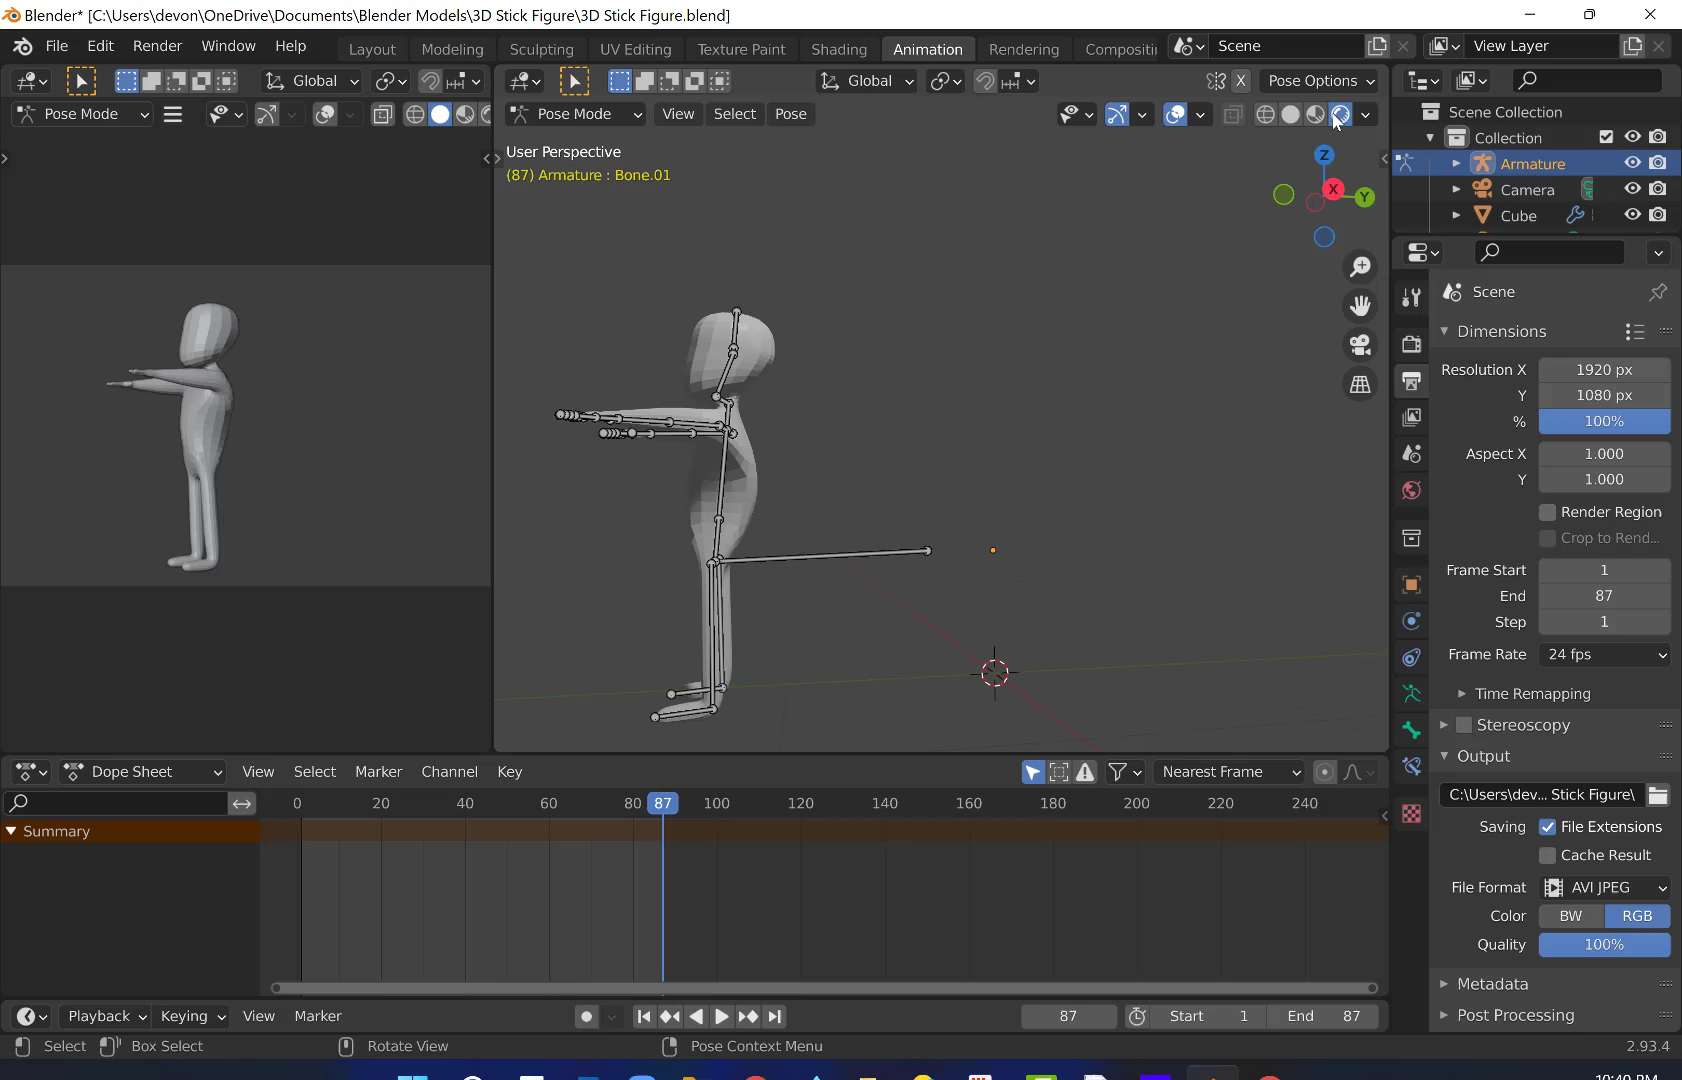 Blender* [C:\Users\devon\OneDrive\Documents\Blender Models\3D Stick Figure\3D Stick Figure.blend]
File Edit Render Window Help Layout Modeling Sculpting UV Editing Texture Paint Shading Animation Rendering Compositi Scene View Layer
Global Global X Pose Options
Pose Mode Pose Mode View Select Pose
Scene Collection
Collection
Armature
Camera
Cube
User Perspective
(87) Armature : Bone.01
Z
X
Y
Scene
Dimensions
Resolution X 1920 px
Y 1080 px
% 100%
Aspect X 1.000
Y 1.000
Render Region
Crop to Rend...
Frame Start 1
End 87
Step 1
Frame Rate 24 fps
Time Remapping
Stereoscopy
Output
C:\Users\dev... Stick Figure\
Saving File Extensions
Cache Result
File Format AVI JPEG
Color BW RGB
Quality 100%
Metadata
Post Processing
Dope Sheet View Select Marker Channel Key Nearest Frame
0 20 40 60 80 87 100 120 140 160 180 200 220 240
Summary
Playback Keying View Marker 87 Start 1 End 87
Select Box Select Rotate View Pose Context Menu 2.93.4
10:40 PM